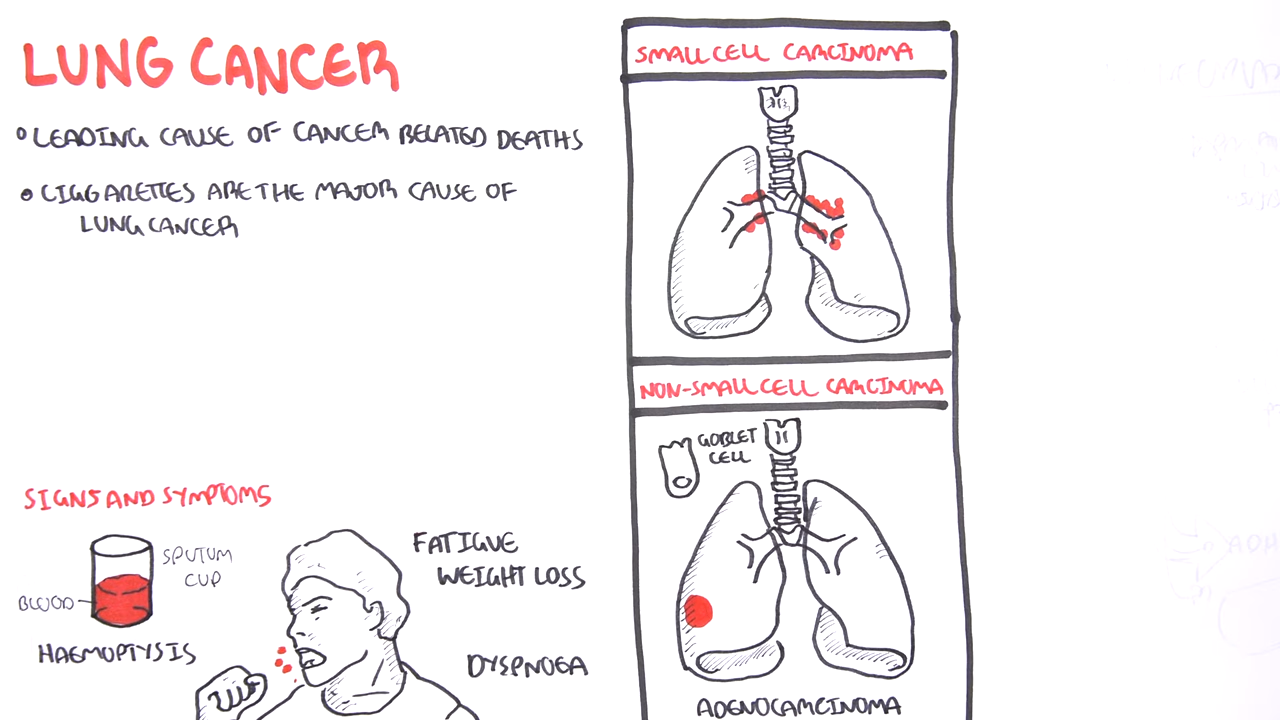 LUNG CANCER
LEADING CAUSE OF CANCER RELATED DEATHS
CIGGARETTES ARE THE MAJOR CAUSE OF
LUNG CANCER
SIGNS AND SYMPTOMS
SPUTUM
CUP
BLOOD
HAEMOPTYSIS
FATIGUE
WEIGHT LOSS
DYSPNOEA
SMALL CELL CARCINOMA
NON-SMALL CELL CARCINOMA
GOBLET
CELL
ADENOCARCINOMA